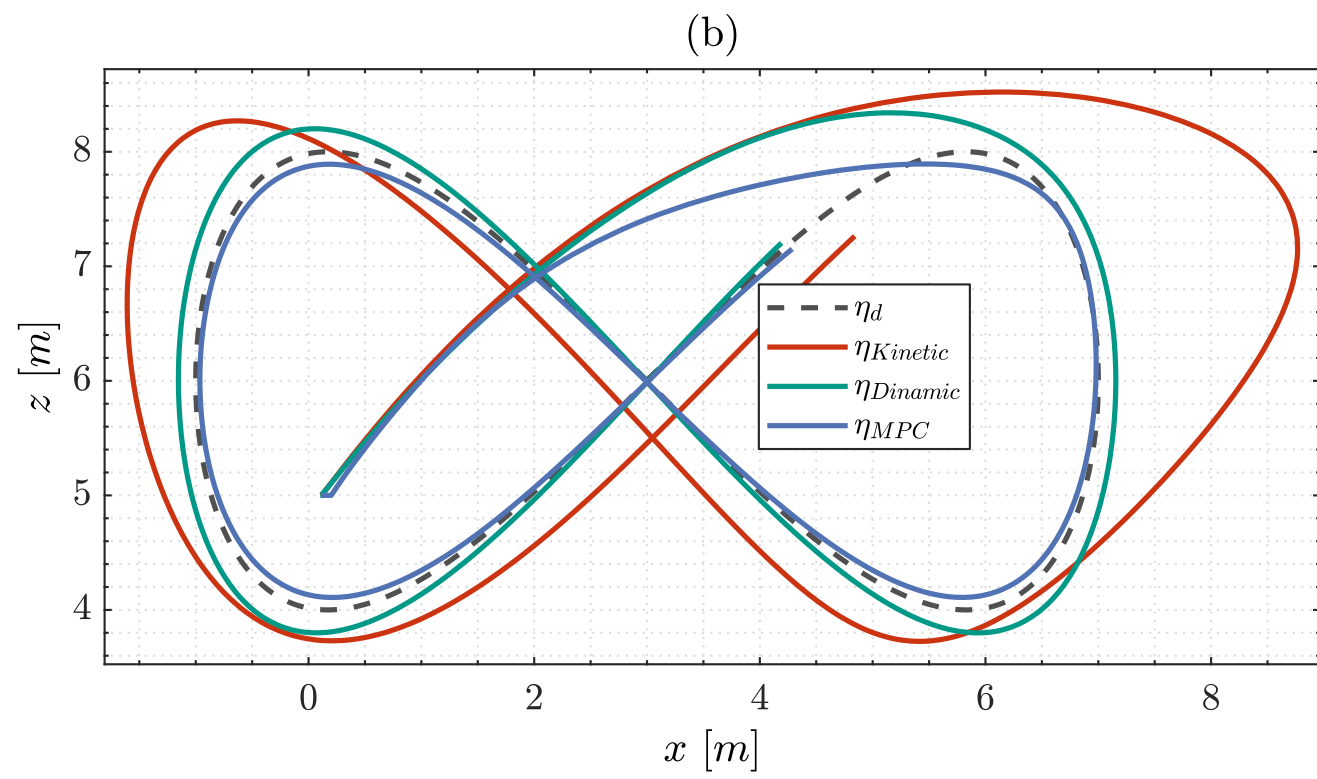 (b)
z [m]
8
7
6
5
4
η_d
η_Kinetic
η_Dinamic
η_MPC
0 2 4 6 8
x [m]